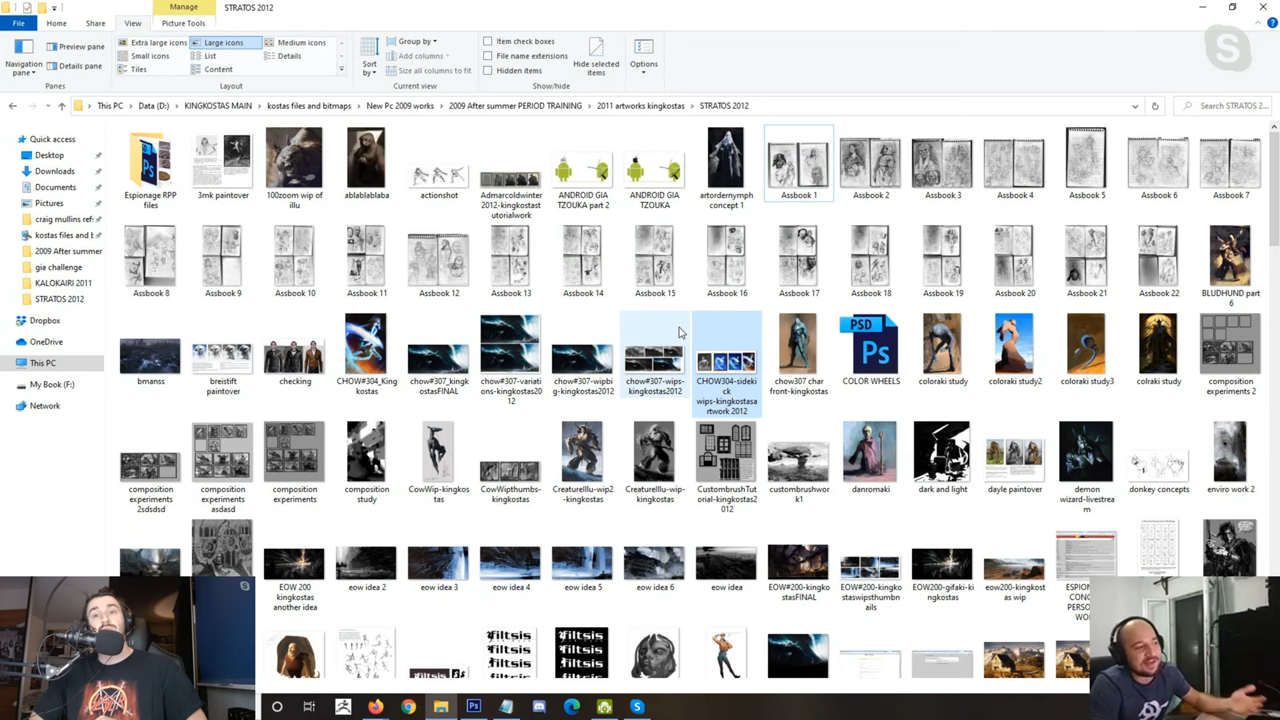 Manage
STRATOS 2012
File
Home
Share
View
Picture Tools
Navigation pane
Preview pane
Details pane
Panes
Extra large icons
Large icons
Medium icons
Small icons
List
Details
Tiles
Content
Layout
Sort by
Group by
Add columns
Size all columns to fit
Current view
Item check boxes
File name extensions
Hidden items
Hide selected items
Show/hide
Options
This PC
Data (D:)
KINGKOSTAS MAIN
kostas files and bitmaps
New Pc 2009 works
2009 After summer PERIOD TRAINING
2011 artworks kingkostas
STRATOS 2012
Search STRATOS 2...
Quick access
Desktop
Downloads
Documents
Pictures
craig mullins ref
kostas files and b
2009 After summer
gia challenge
KALOKAIRI 2011
STRATOS 2012
Dropbox
OneDrive
This PC
My Book (F:)
Network
Espionage RPP files
3mk paintover
100zoom wip of illu
ablablablaba
actionshot
Admarcoldwinter 2012-kingkostast utorialwork
ANDROID GIA TZOUKA part 2
ANDROID GIA TZOUKA
artordernymph concept 1
Assbook 1
Assbook 2
Assbook 3
Assbook 4
Assbook 5
Assbook 6
Assbook 7
Assbook 8
Assbook 9
Assbook 10
Assbook 11
Assbook 12
Assbook 13
Assbook 14
Assbook 15
Assbook 16
Assbook 17
Assbook 18
Assbook 19
Assbook 20
Assbook 21
Assbook 22
BLUDHUND part 6
bmanss
breistift paintover
checking
CHOW#304_King kostas
chow#307_kingk ostasFINAL
chow#307-variati ons-kingkostas20 12
chow#307-wipbi g-kingkostas2012
chow#307-wips- kingkostas2012
CHOW304-sideki ck wips-kingkostasa rtwork 2012
chow307 char front-kingkostas
PSD
Ps
COLOR WHEELS
coloraki study
coloraki study2
coloraki study3
colraki study
composition experiments 2
composition experiments 2sdsdsd
composition experiments asdasd
composition experiments
composition study
CowWip-kingkos tas
CowWipthumbs- kingkostas
CreatureIllu-wip2 -kingkostas
CreatureIllu-wip- kingkostas
CustombrushTut orial-kingkostas2 012
custombrushwor k1
danromaki
dark and light
dayle paintover
demon wizard-livestrea m
donkey concepts
enviro work 2
EOW 200 kingkostas another idea
eow idea 2
eow idea 3
eow idea 4
eow idea 5
eow idea 6
eow idea
EOW#200-kingko stasFINAL
EOW#200-kingko staswipsthumbn ails
EOW200-gifaki-ki ngkostas
eow200-kingkost as wip
filtsis
filtsis
filtsis
filtsis
filtsis
filtsis